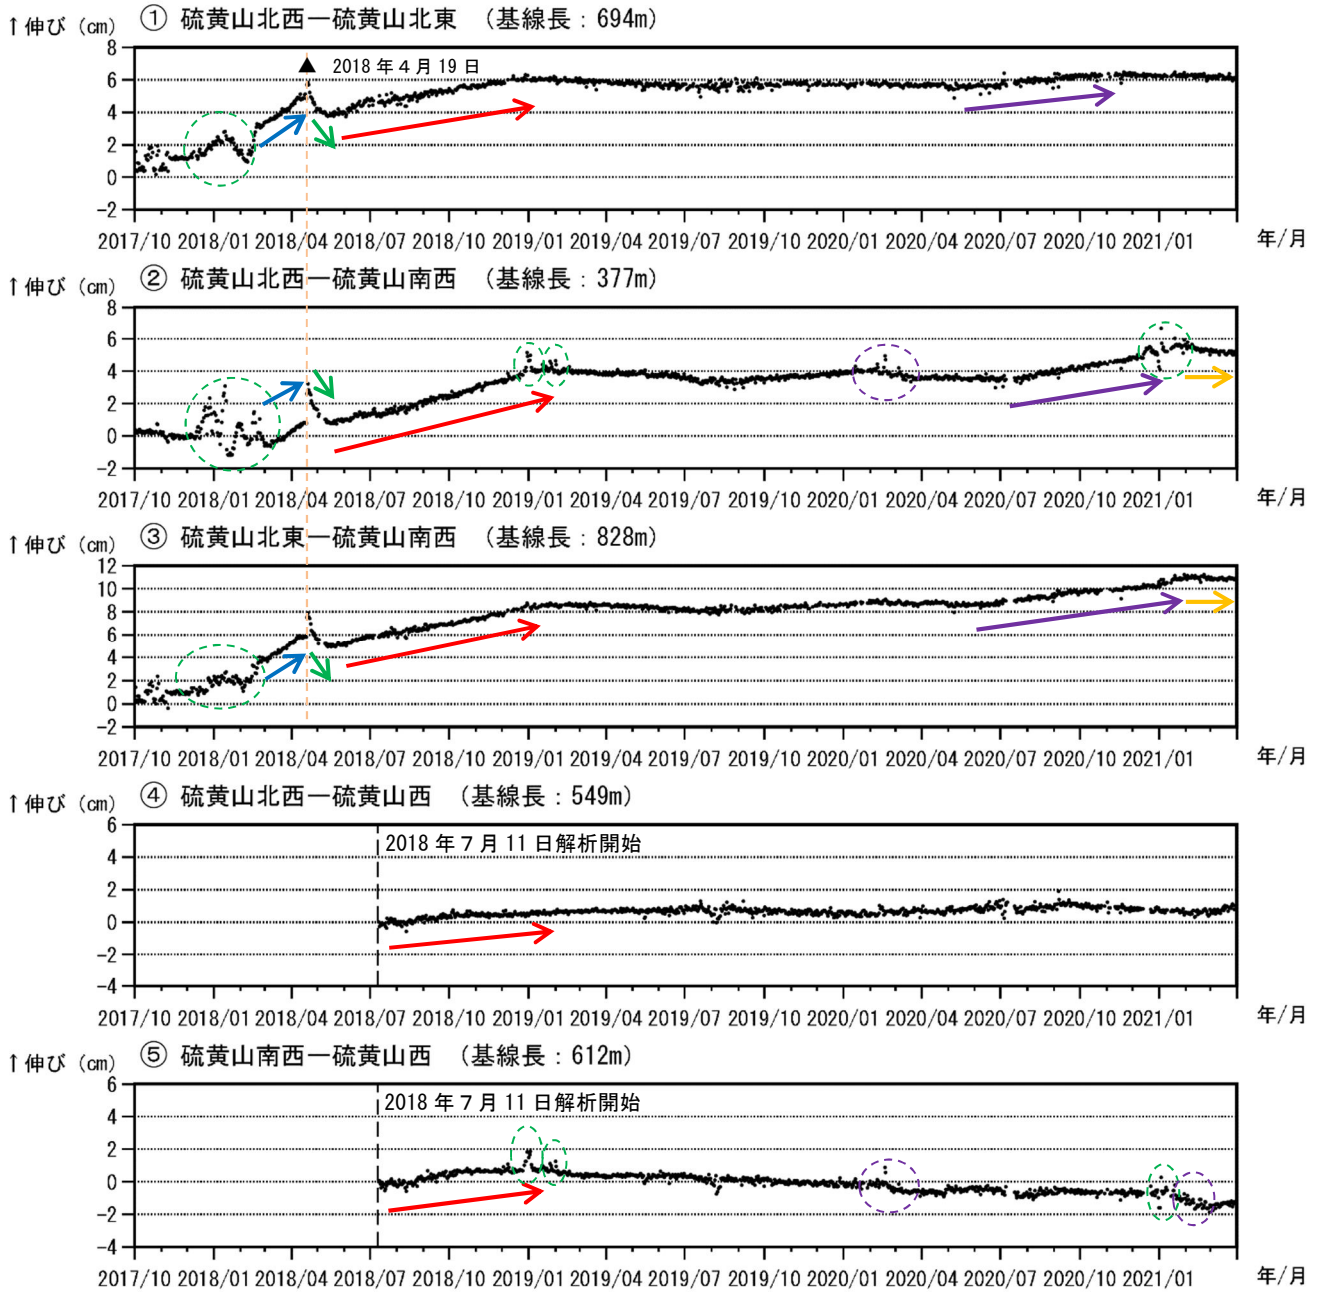 ↑伸び (cm) ① 硫黄山北西―硫黄山北東 (基線長:694m)
▲ 2018年4月19日
8
6
4
2
0
-2
2017/10 2018/01 2018/04 2018/07 2018/10 2019/01 2019/04 2019/07 2019/10 2020/01 2020/04 2020/07 2020/10 2021/01 年/月
↑伸び (cm) ② 硫黄山北西―硫黄山南西 (基線長:377m)
8
6
4
2
0
-2
2017/10 2018/01 2018/04 2018/07 2018/10 2019/01 2019/04 2019/07 2019/10 2020/01 2020/04 2020/07 2020/10 2021/01 年/月
↑伸び (cm) ③ 硫黄山北東―硫黄山南西 (基線長:828m)
12
10
8
6
4
2
0
-2
2017/10 2018/01 2018/04 2018/07 2018/10 2019/01 2019/04 2019/07 2019/10 2020/01 2020/04 2020/07 2020/10 2021/01 年/月
↑伸び (cm) ④ 硫黄山北西―硫黄山西 (基線長:549m)
2018年7月11日解析開始
6
4
2
0
-2
-4
2017/10 2018/01 2018/04 2018/07 2018/10 2019/01 2019/04 2019/07 2019/10 2020/01 2020/04 2020/07 2020/10 2021/01 年/月
↑伸び (cm) ⑤ 硫黄山南西―硫黄山西 (基線長:612m)
2018年7月11日解析開始
6
4
2
0
-2
-4
2017/10 2018/01 2018/04 2018/07 2018/10 2019/01 2019/04 2019/07 2019/10 2020/01 2020/04 2020/07 2020/10 2021/01 年/月